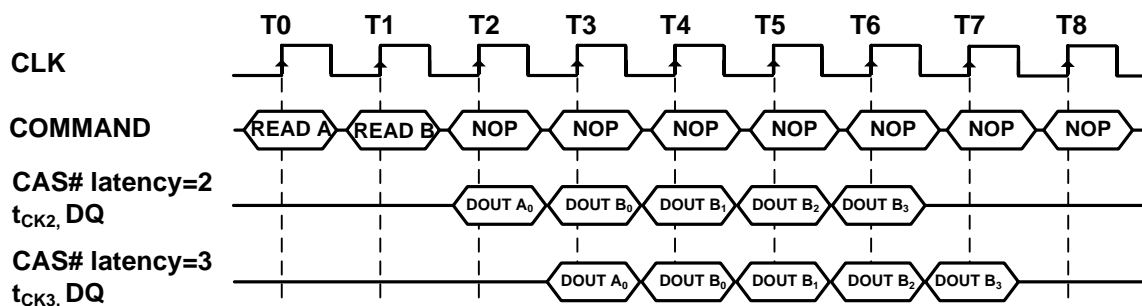 T0 T1 T2 T3 T4 T5 T6 T7 T8
CLK
COMMAND READ A READ B NOP NOP NOP NOP NOP NOP NOP
CAS# latency=2
tCK2, DQ DOUT A0 DOUT B0 DOUT B1 DOUT B2 DOUT B3
CAS# latency=3
tCK3, DQ DOUT A0 DOUT B0 DOUT B1 DOUT B2 DOUT B3